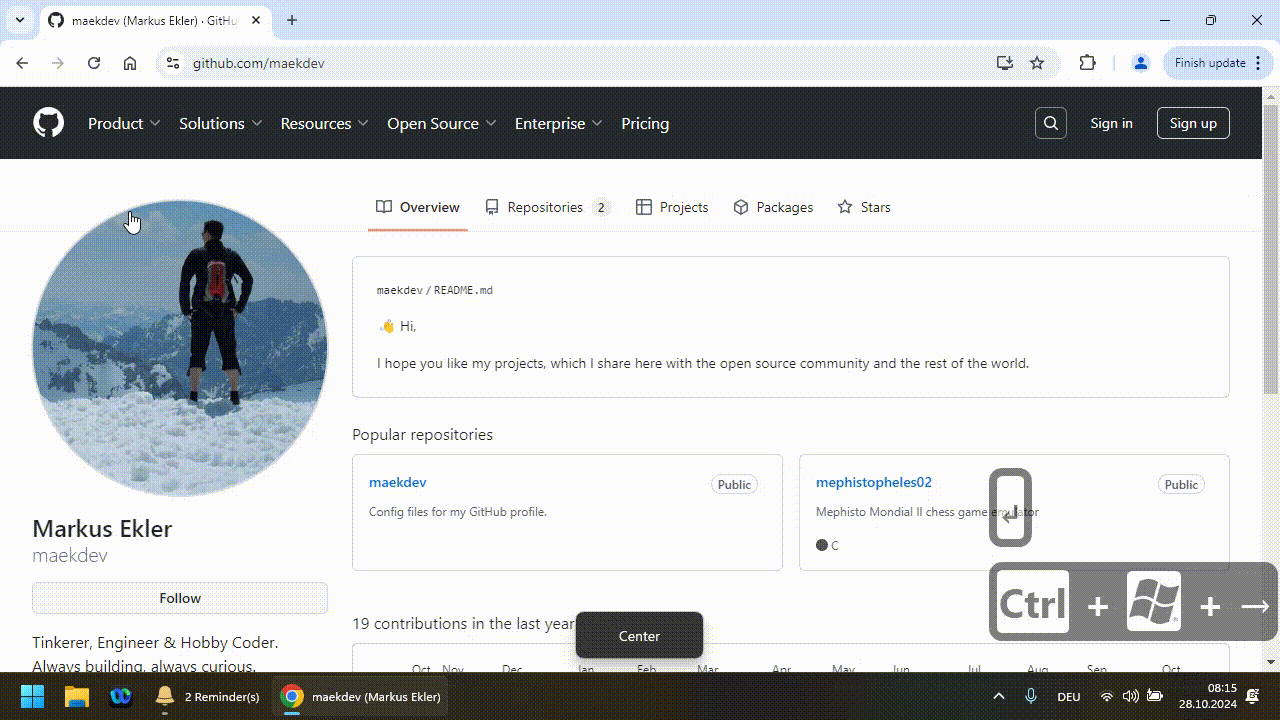 maekdev (Markus Ekler) · GitHu
Finish update
github.com/maekdev
Product
Solutions
Resources
Open Source
Enterprise
Pricing
Sign in
Sign up
Overview
Repositories 2
Projects
Packages
Stars
maekdev / README.md
👋 Hi,
I hope you like my projects, which I share here with the open source community and the rest of the world.
Popular repositories
maekdev
Public
Config files for my GitHub profile.
mephistopheles02
Public
Mephisto Mondial II chess game emulator
C
Markus Ekler
maekdev
Follow
Tinkerer, Engineer & Hobby Coder.
Always building, always curious.
19 contributions in the last year
Oct Nov Dec Jan Feb Mar Apr May Jun Jul Aug Sep Oct
Center
Ctrl + + →
2 Reminder(s)
maekdev (Markus Ekler)
DEU
08:15
28.10.2024